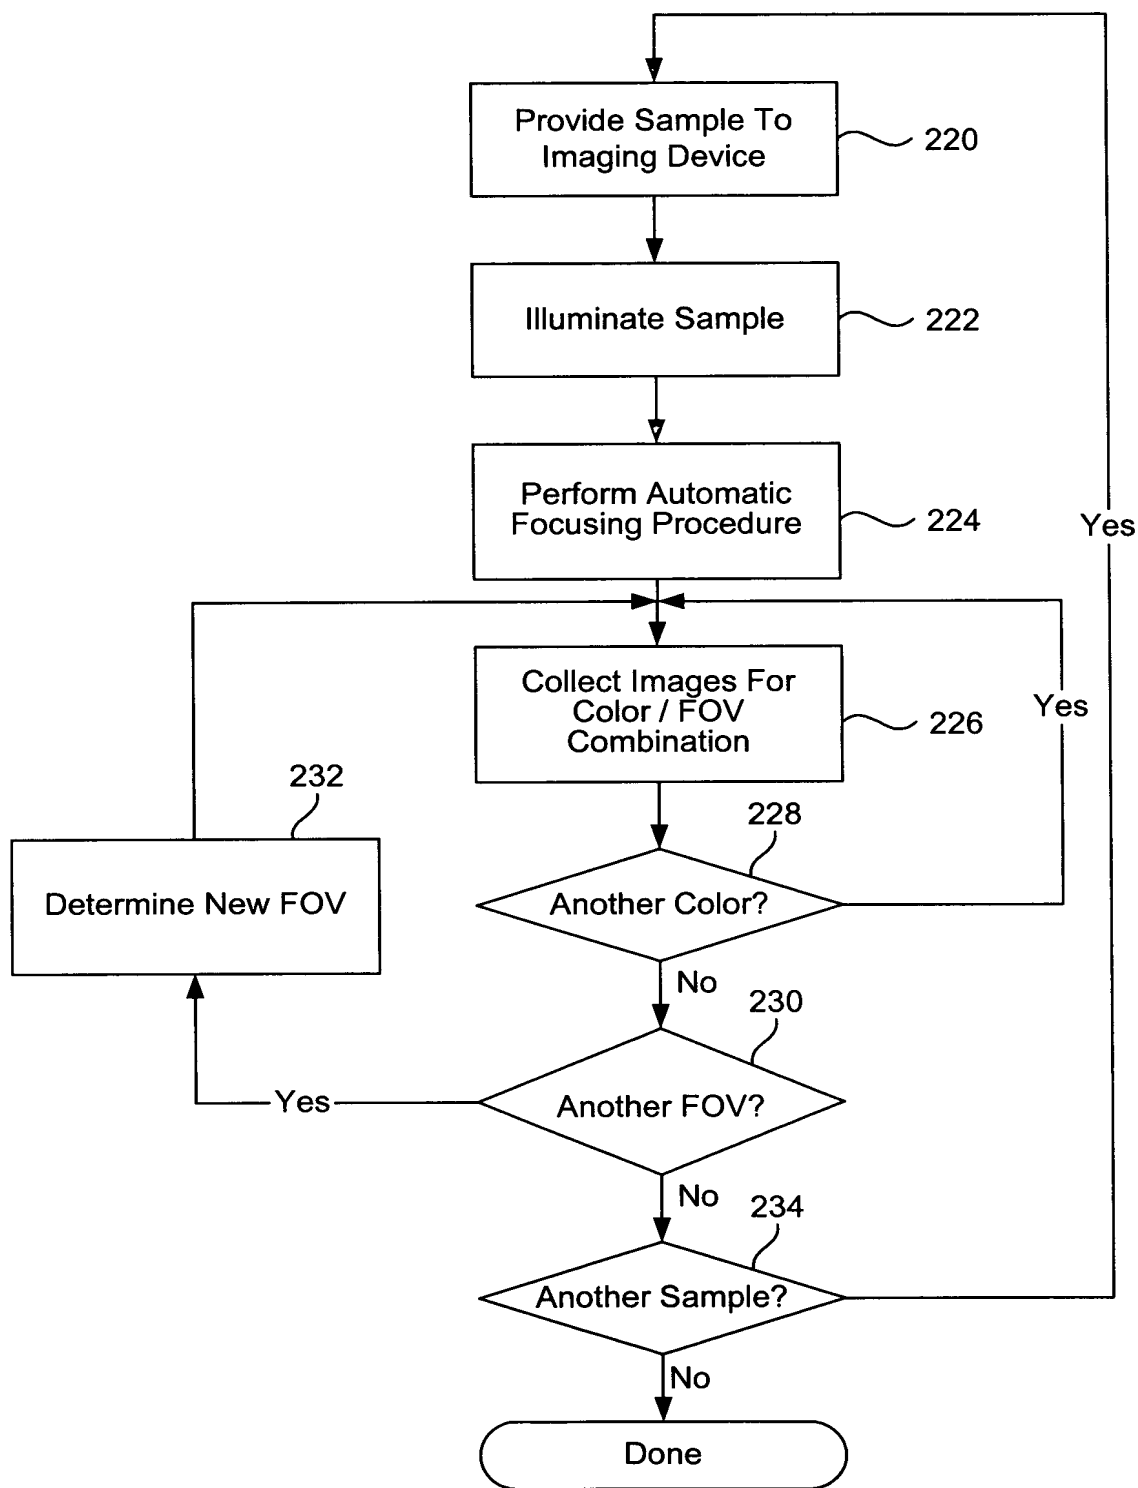 Provide Sample To
Imaging Device
220
Illuminate Sample
222
Perform Automatic
Focusing Procedure
224
Yes
Collect Images For
Color / FOV
Combination
226
Yes
232
Determine New FOV
228
Another Color?
No
230
Another FOV?
Yes
No
234
Another Sample?
No
Done